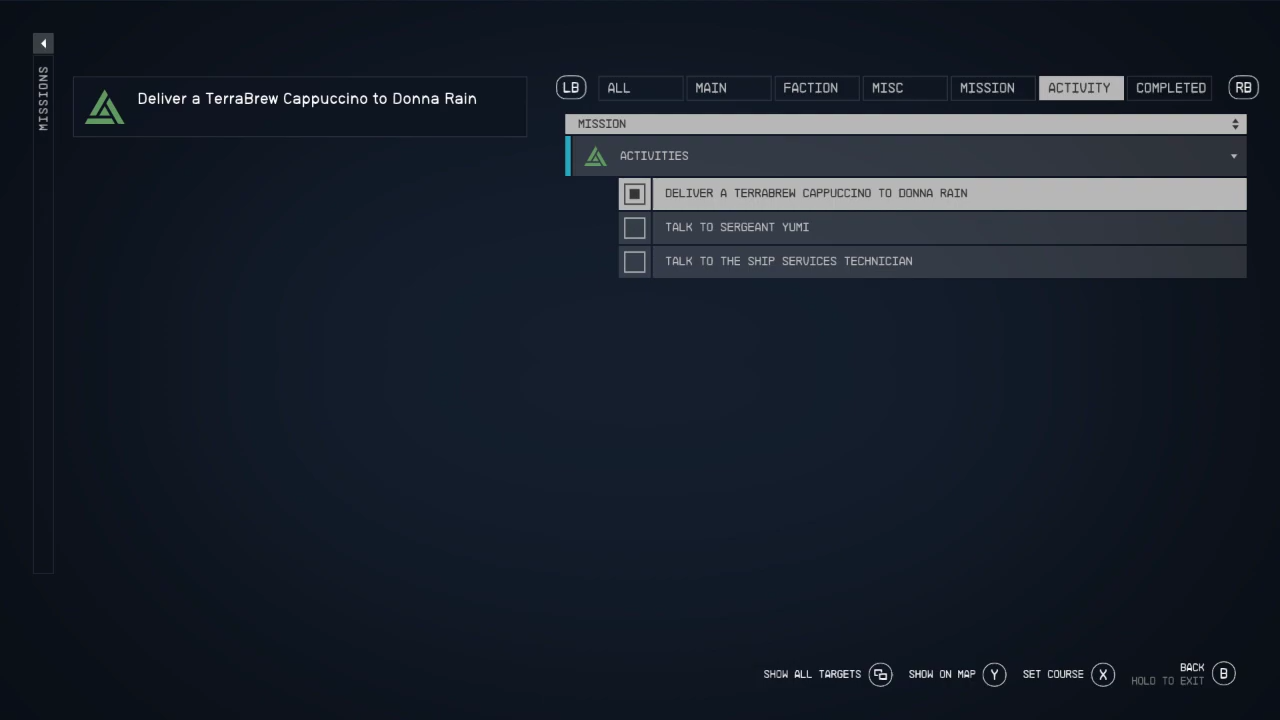 MISSIONS
Deliver a TerraBrew Cappuccino to Donna Rain
LB ALL MAIN FACTION MISC MISSION ACTIVITY COMPLETED RB
MISSION
ACTIVITIES
DELIVER A TERRABREW CAPPUCCINO TO DONNA RAIN
TALK TO SERGEANT YUMI
TALK TO THE SHIP SERVICES TECHNICIAN
SHOW ALL TARGETS SHOW ON MAP Y SET COURSE X BACK B
HOLD TO EXIT